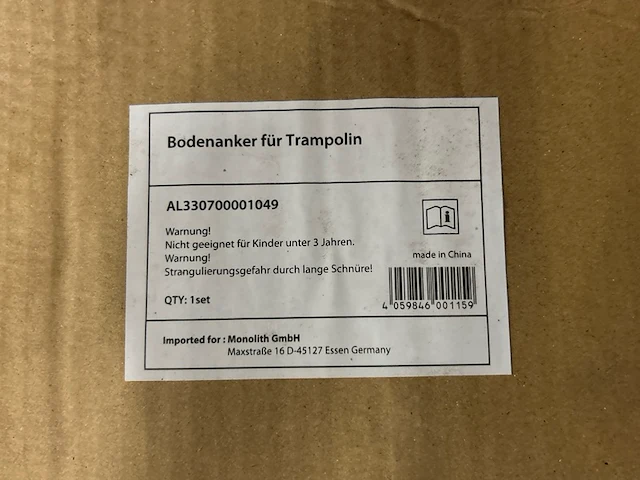 Bodenanker für Trampolin
AL330700001049
Warnung!
Nicht geeignet für Kinder unter 3 Jahren.
Warnung!
Strangulierungsgefahr durch lange Schnüre!
made in China
QTY: 1set
4 059846 001159
Imported for : Monolith GmbH
Maxstraße 16 D-45127 Essen Germany